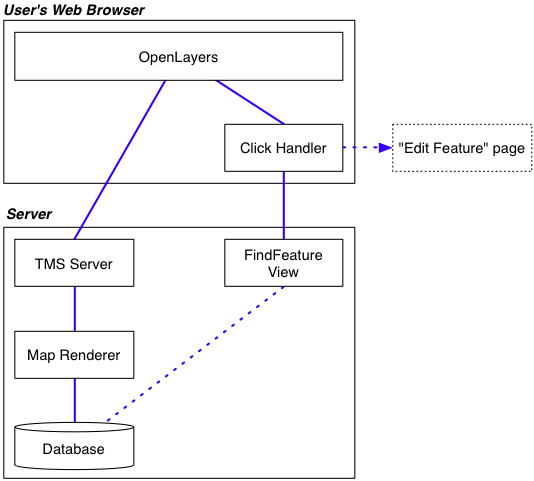 User's Web Browser
OpenLayers
Click Handler
"Edit Feature" page
Server
TMS Server
FindFeature
View
Map Renderer
Database